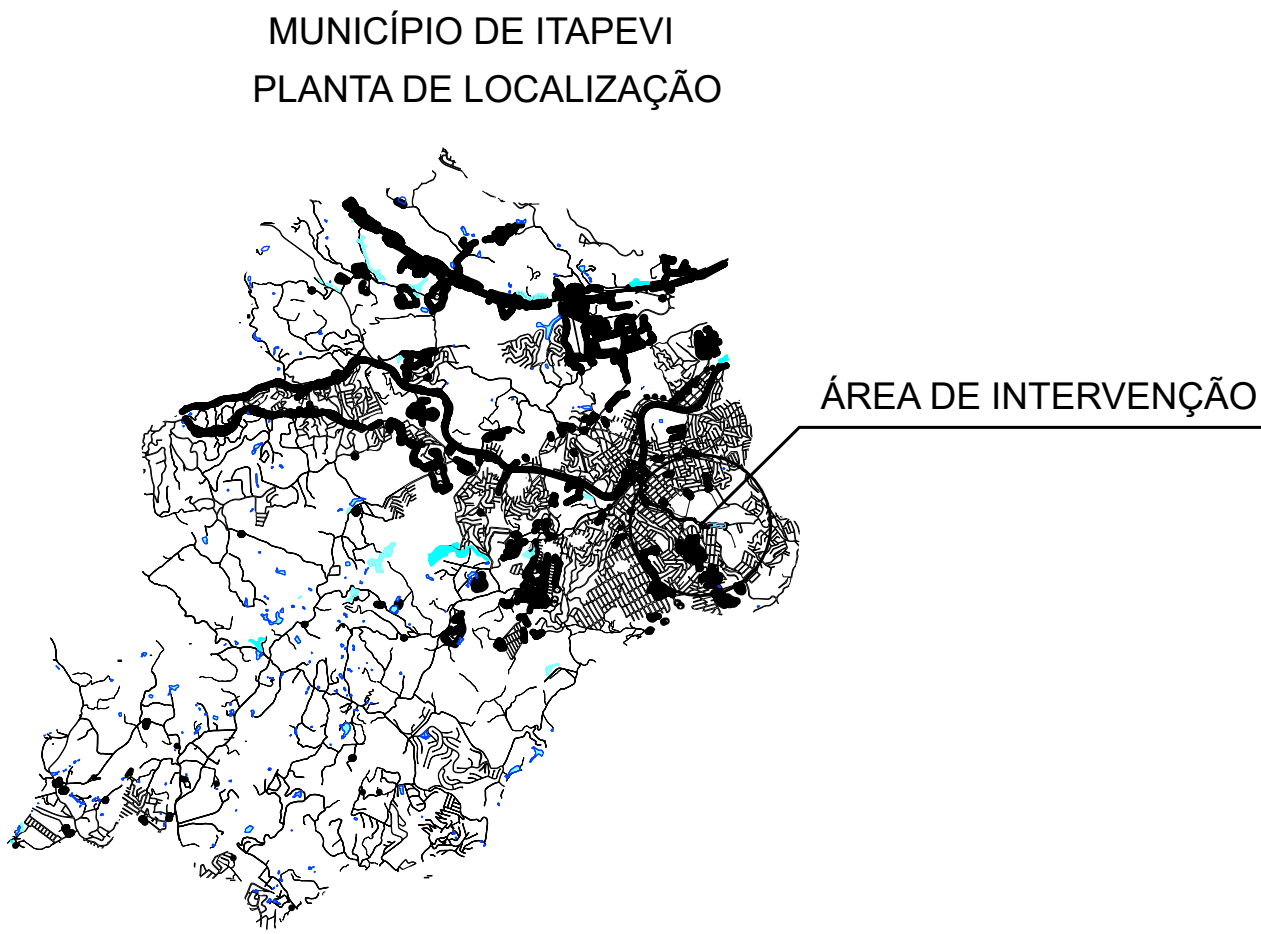 MUNICÍPIO DE ITAPEVI
PLANTA DE LOCALIZAÇÃO
ÁREA DE INTERVENÇÃO